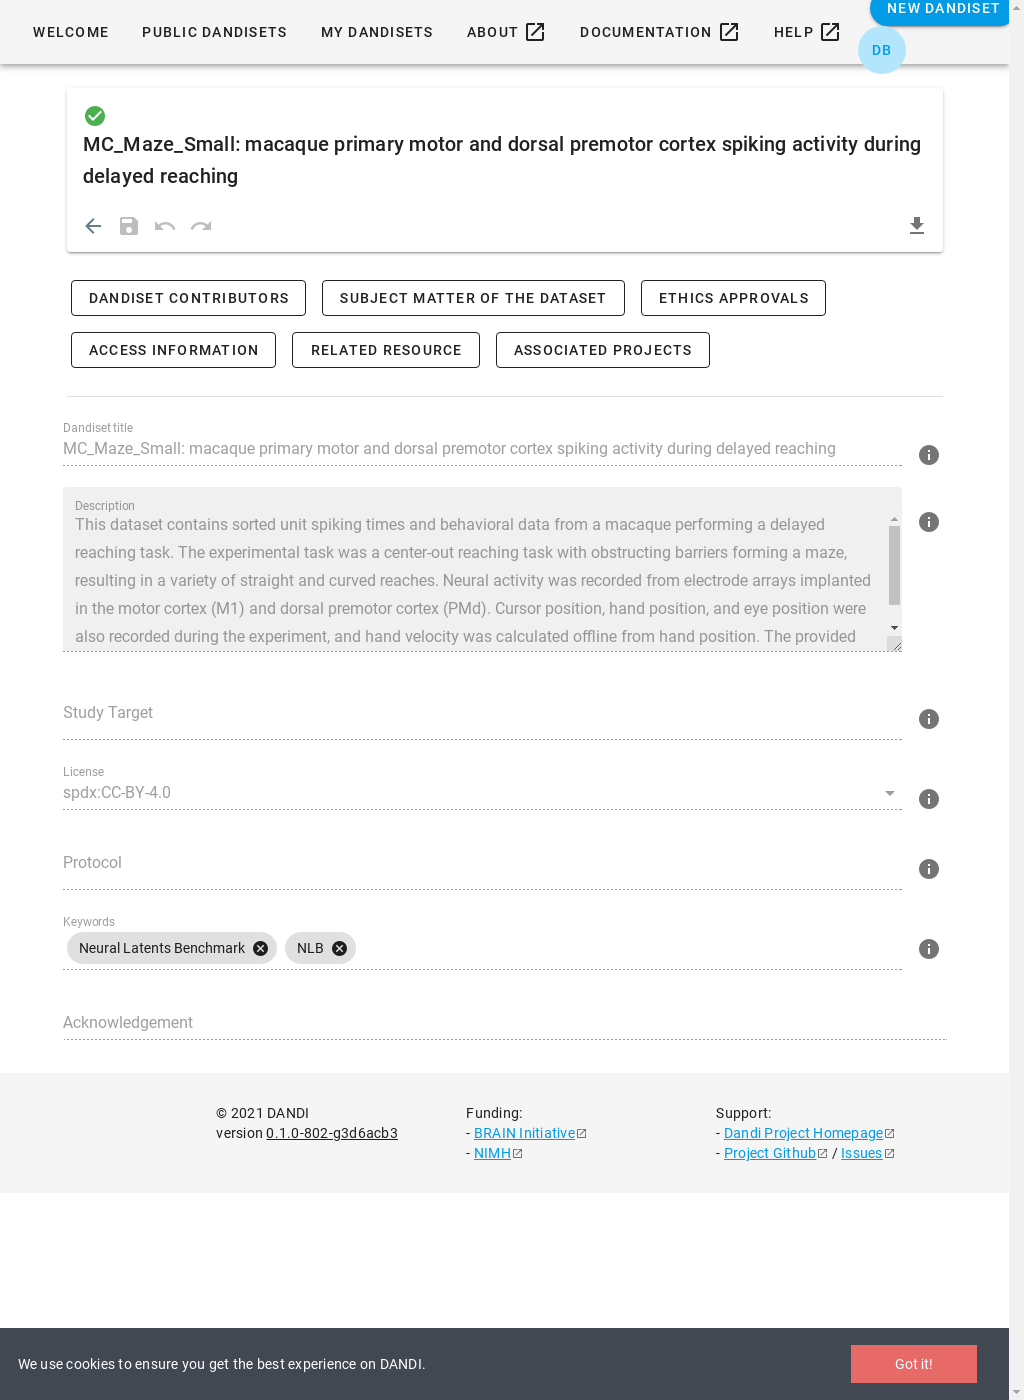 WELCOME PUBLIC DANDISETS MY DANDISETS ABOUT DOCUMENTATION HELP NEW DANDISET
DB
MC_Maze_Small: macaque primary motor and dorsal premotor cortex spiking activity during
delayed reaching
DANDISET CONTRIBUTORS SUBJECT MATTER OF THE DATASET ETHICS APPROVALS
ACCESS INFORMATION RELATED RESOURCE ASSOCIATED PROJECTS
Dandiset title
MC_Maze_Small: macaque primary motor and dorsal premotor cortex spiking activity during delayed reaching
Description
This dataset contains sorted unit spiking times and behavioral data from a macaque performing a delayed
reaching task. The experimental task was a center-out reaching task with obstructing barriers forming a maze,
resulting in a variety of straight and curved reaches. Neural activity was recorded from electrode arrays implanted
in the motor cortex (M1) and dorsal premotor cortex (PMd). Cursor position, hand position, and eye position were
also recorded during the experiment, and hand velocity was calculated offline from hand position. The provided
Study Target
License
spdx:CC-BY-4.0
Protocol
Keywords
Neural Latents Benchmark NLB
Acknowledgement
© 2021 DANDI Funding: Support:
version 0.1.0-802-g3d6acb3 - BRAIN Initiative - Dandi Project Homepage
- NIMH - Project Github / Issues
We use cookies to ensure you get the best experience on DANDI. Got it!